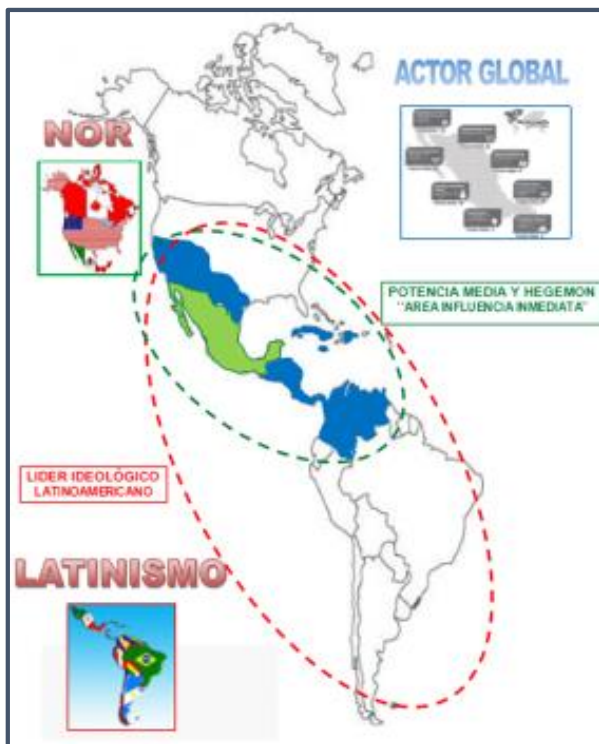 ACTOR GLOBAL
NOR
POTENCIA MEDIA Y HEGEMON
"AREA INFLUENCIA INMEDIATA"
LIDER IDEOLÓGICO
LATINOAMERICANO
LATINISMO